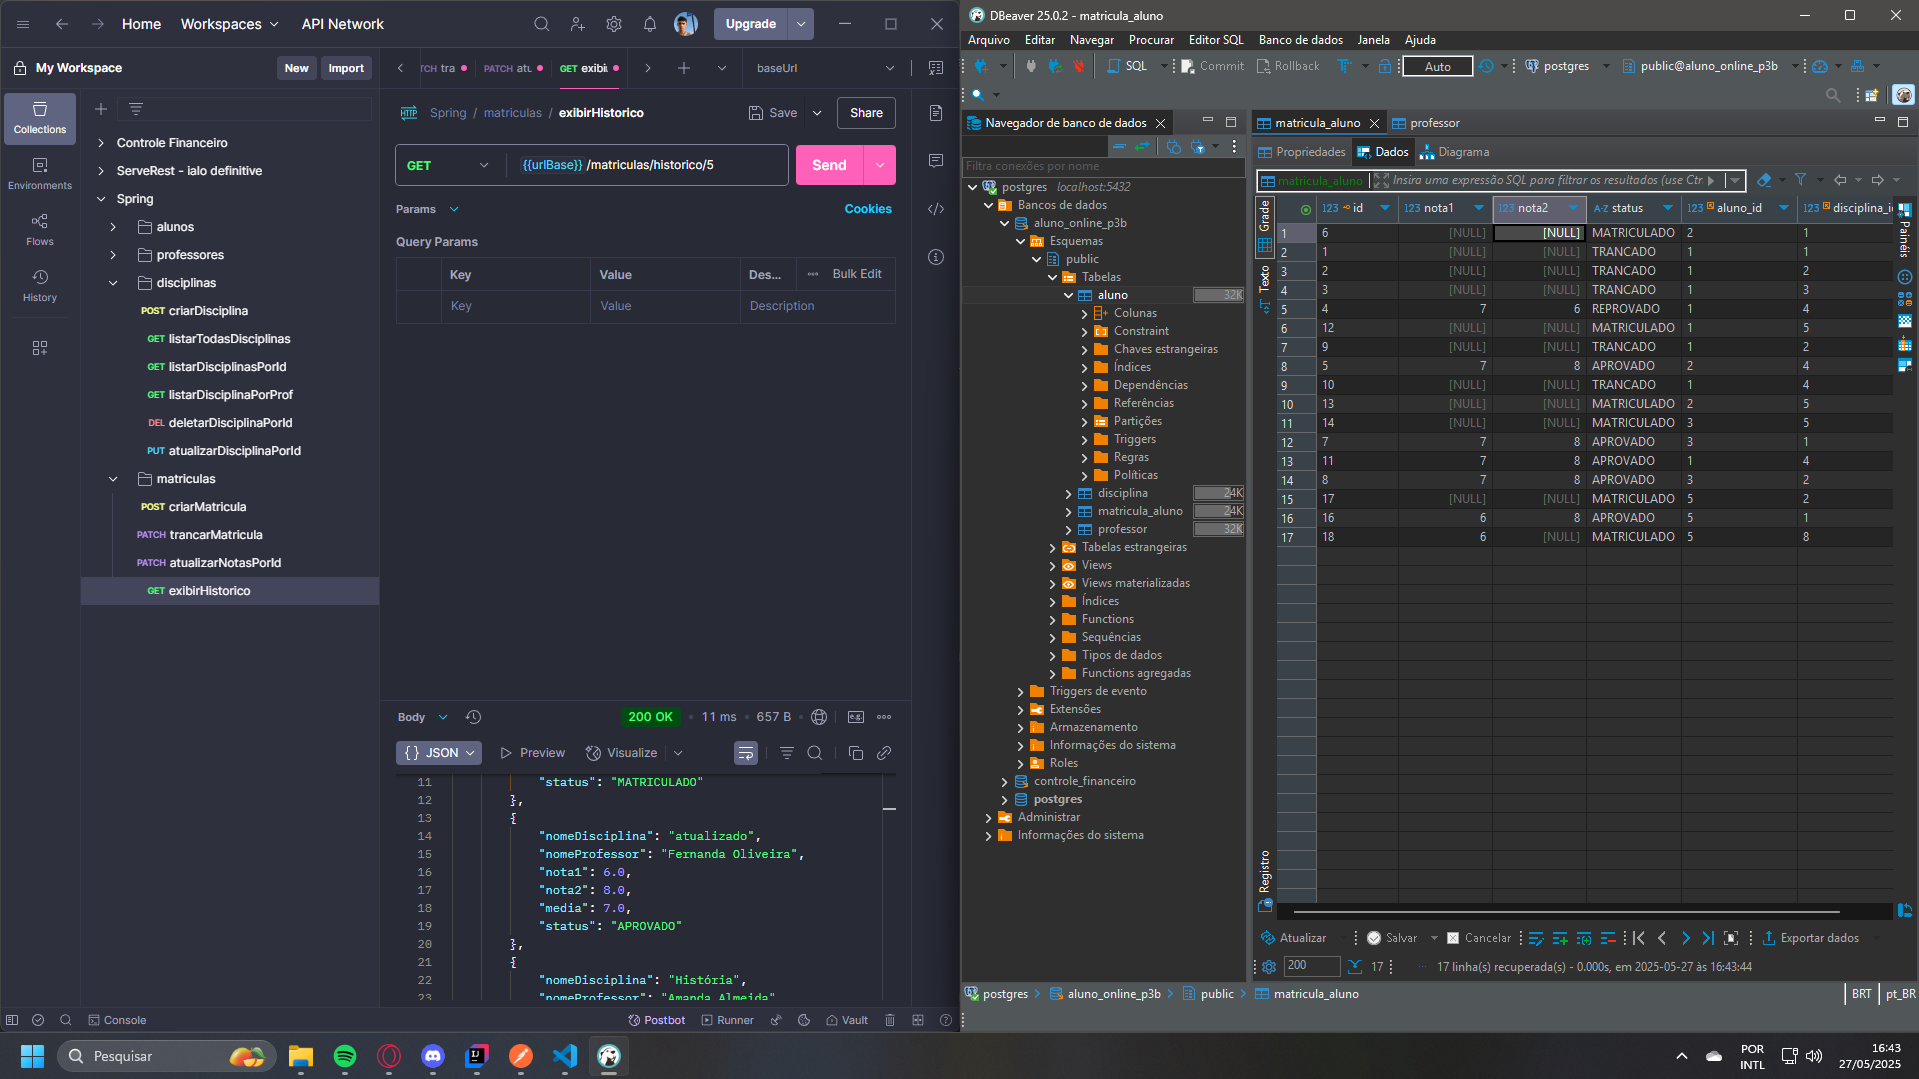 Home
Workspaces
API Network
Upgrade
My Workspace
New
Import
TCH tra
PATCH atu
GET exibi
baseUrl
Collections
Environments
Flows
History
Controle Financeiro
ServeRest - ialo definitive
Spring
alunos
professores
disciplinas
POST criarDisciplina
GET listarTodasDisciplinas
GET listarDisciplinasPorId
GET listarDisciplinaPorProf
DEL deletarDisciplinaPorId
PUT atualizarDisciplinaPorId
matriculas
POST criarMatricula
PATCH trancarMatricula
PATCH atualizarNotasPorId
GET exibirHistorico
HTTP Spring / matriculas / exibirHistorico
Save
Share
GET {{urlBase}} /matriculas/historico/5
Send
Params
Cookies
Query Params
Key Value Des... Bulk Edit
Key Value Description
Body
200 OK • 11 ms • 657 B
{} JSON Preview Visualize
11 "status": "MATRICULADO"
12 },
13 {
14 "nomeDisciplina": "atualizado",
15 "nomeProfessor": "Fernanda Oliveira",
16 "nota1": 6.0,
17 "nota2": 8.0,
18 "media": 7.0,
19 "status": "APROVADO"
20 },
21 {
22 "nomeDisciplina": "História",
23 "nomeProfessor": "Amanda Almeida"
Console
Postbot
Runner
Vault
DBeaver 25.0.2 - matricula_aluno
Arquivo Editar Navegar Procurar Editor SQL Banco de dados Janela Ajuda
SQL Commit Rollback Auto postgres public@aluno_online_p3b
Navegador de banco de dados
Filtra conexões por nome
postgres localhost:5432
Bancos de dados
aluno_online_p3b
Esquemas
public
Tabelas
aluno 32K
Colunas
Constraint
Chaves estrangeiras
Índices
Dependências
Referências
Partições
Triggers
Regras
Políticas
disciplina 24K
matricula_aluno 24K
professor 32K
Tabelas estrangeiras
Views
Views materializadas
Índices
Functions
Sequências
Tipos de dados
Functions agregadas
Triggers de evento
Extensões
Armazenamento
Informações do sistema
Roles
controle_financeiro
postgres
Administrar
Informações do sistema
matricula_aluno
professor
Propriedades Dados Diagrama
matricula_aluno Insira uma expressão SQL para filtrar os resultados (use Ctr
Grade
Texto
Registro
Painéis
123 id 123 nota1 123 nota2 A-Z status 123 aluno_id 123 disciplina_i
1 6 [NULL] [NULL] MATRICULADO 2 1
2 1 [NULL] [NULL] TRANCADO 1 1
3 2 [NULL] [NULL] TRANCADO 1 2
4 3 [NULL] [NULL] TRANCADO 1 3
5 4 7 6 REPROVADO 1 4
6 12 [NULL] [NULL] MATRICULADO 1 5
7 9 [NULL] [NULL] TRANCADO 1 2
8 5 7 8 APROVADO 2 4
9 10 [NULL] [NULL] TRANCADO 1 4
10 13 [NULL] [NULL] MATRICULADO 2 5
11 14 [NULL] [NULL] MATRICULADO 3 5
12 7 7 8 APROVADO 3 1
13 11 7 8 APROVADO 1 4
14 8 7 8 APROVADO 3 2
15 17 [NULL] [NULL] MATRICULADO 5 2
16 16 6 8 APROVADO 5 1
17 18 6 [NULL] MATRICULADO 5 8
Atualizar Salvar Cancelar Exportar dados
200 17 17 linha(s) recuperada(s) - 0.000s, em 2025-05-27 às 16:43:44
postgres aluno_online_p3b public matricula_aluno
BRT pt_BR
Pesquisar
POR
INTL
16:43
27/05/2025